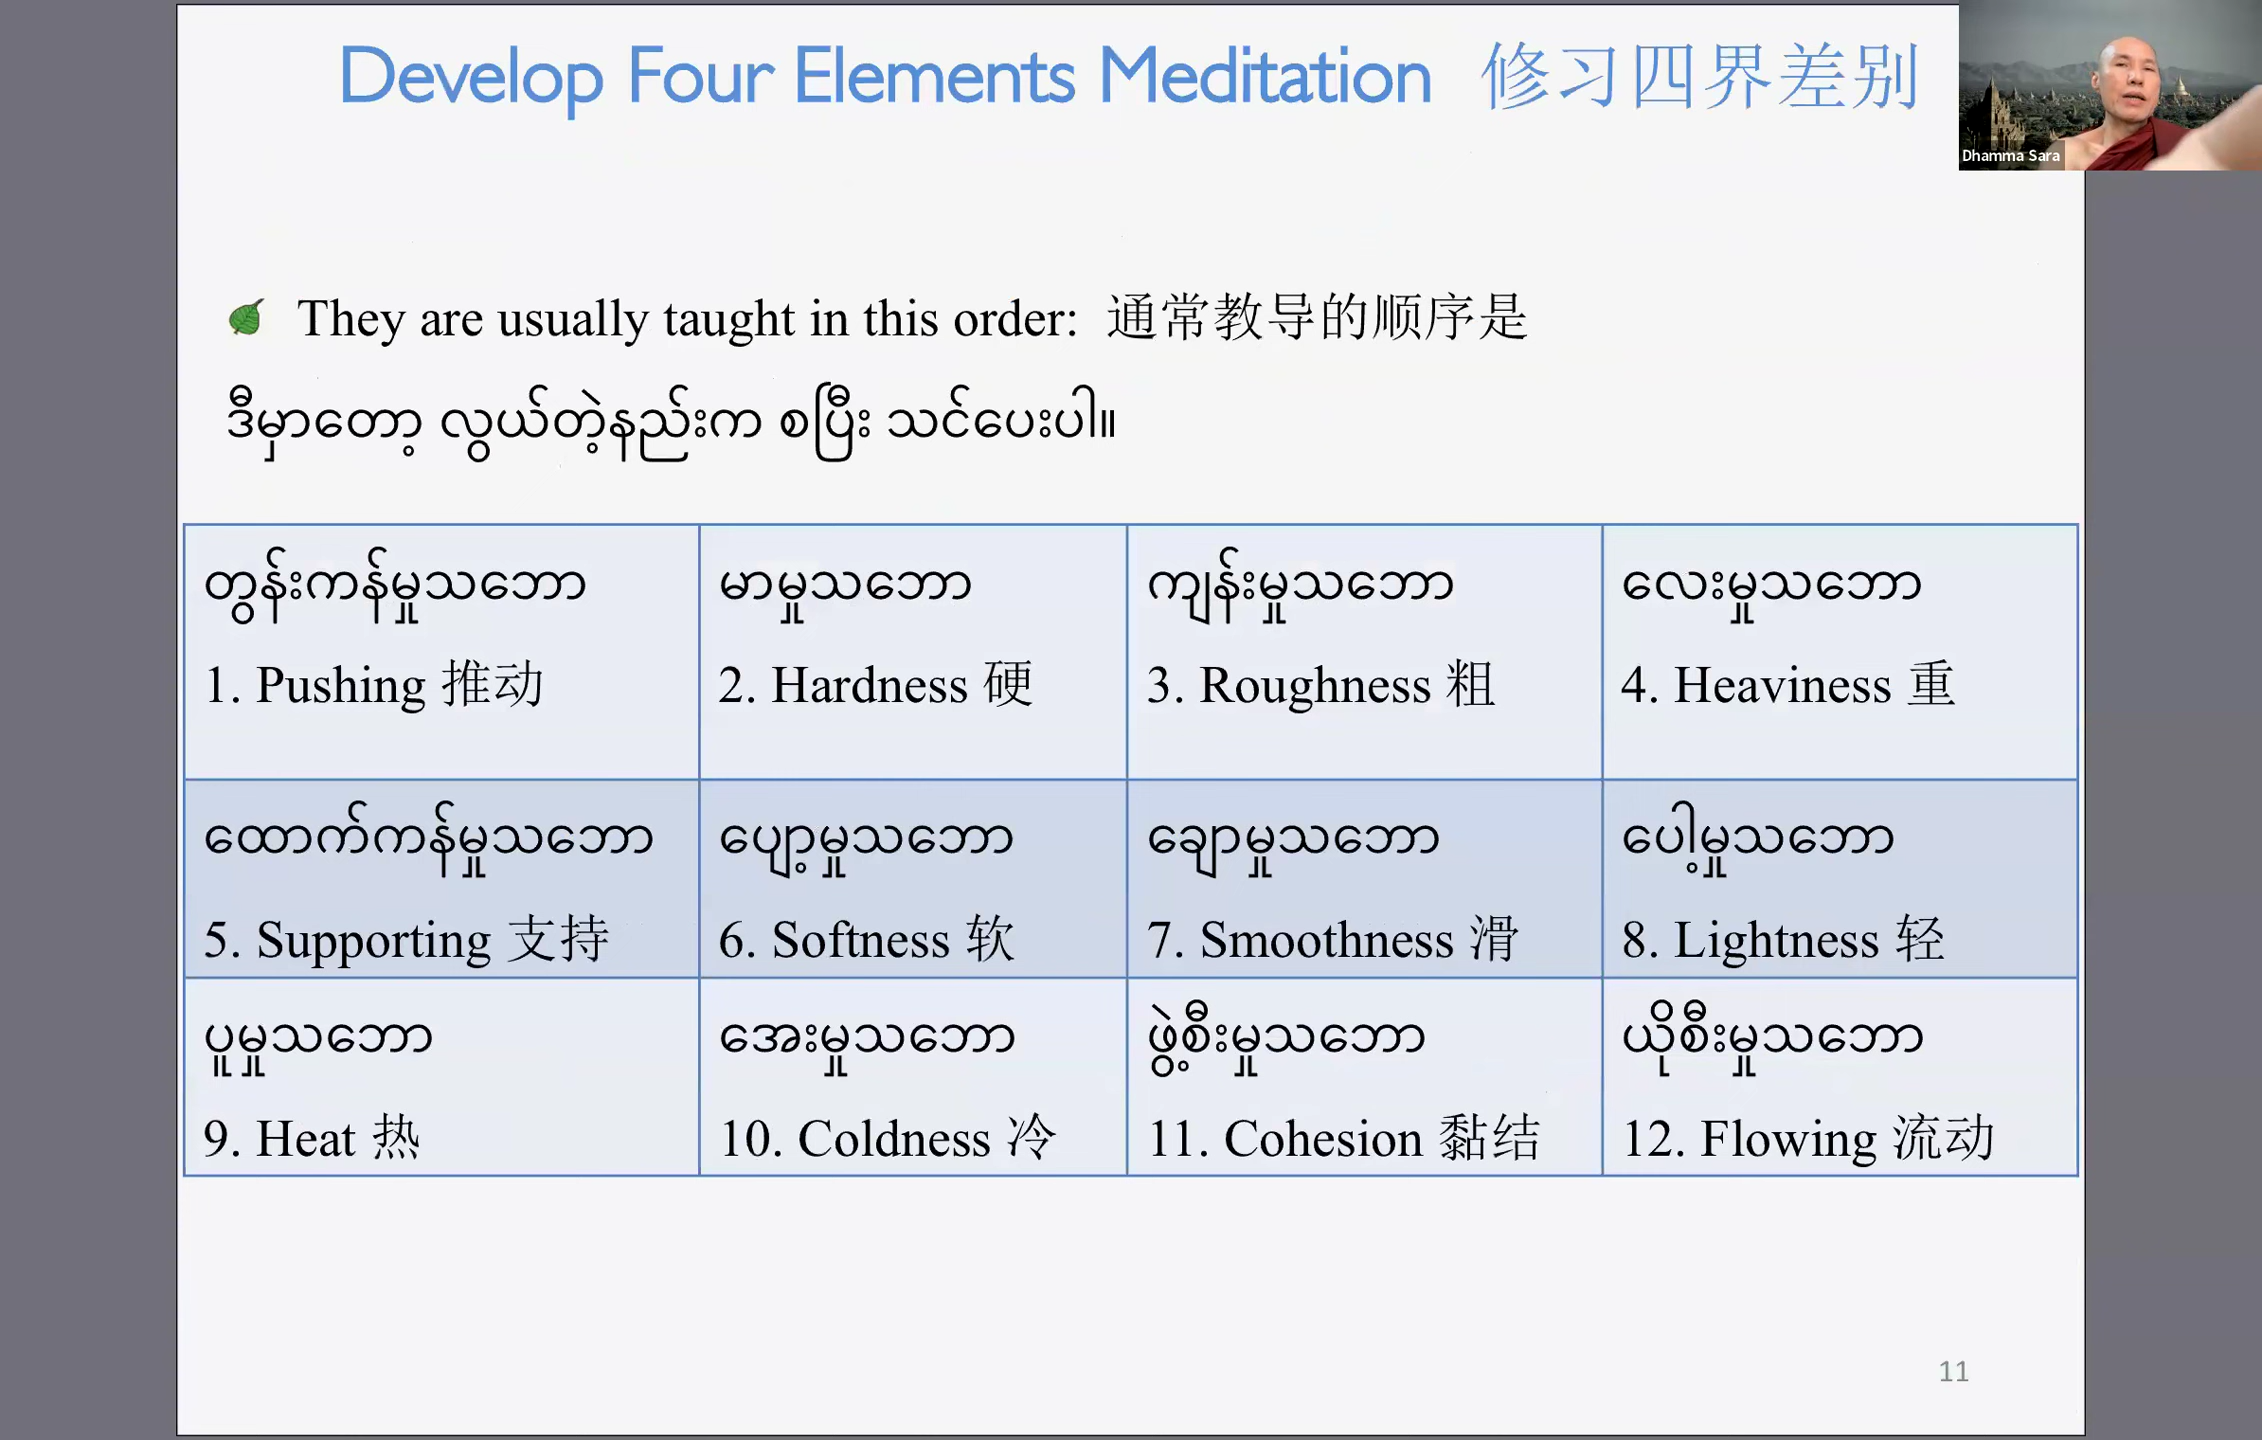 Develop Four Elements Meditation 修习四界差别
Dhamma Sara
They are usually taught in this order: 通常教导的顺序是
ဒီမှာတော့ လွယ်တဲ့နည်းက စပြီး သင်ပေးပါ။
တွန်းကန်မှုသဘော
1. Pushing 推动
မာမှုသဘော
2. Hardness 硬
ကျန်းမှုသဘော
3. Roughness 粗
လေးမှုသဘော
4. Heaviness 重
ထောက်ကန်မှုသဘော
5. Supporting 支持
ပျော့မှုသဘော
6. Softness 软
ချောမှုသဘော
7. Smoothness 滑
ပေါ့မှုသဘော
8. Lightness 轻
ပူမှုသဘော
9. Heat 热
အေးမှုသဘော
10. Coldness 冷
ဖွဲ့စီးမှုသဘော
11. Cohesion 黏结
ယိုစီးမှုသဘော
12. Flowing 流动
11